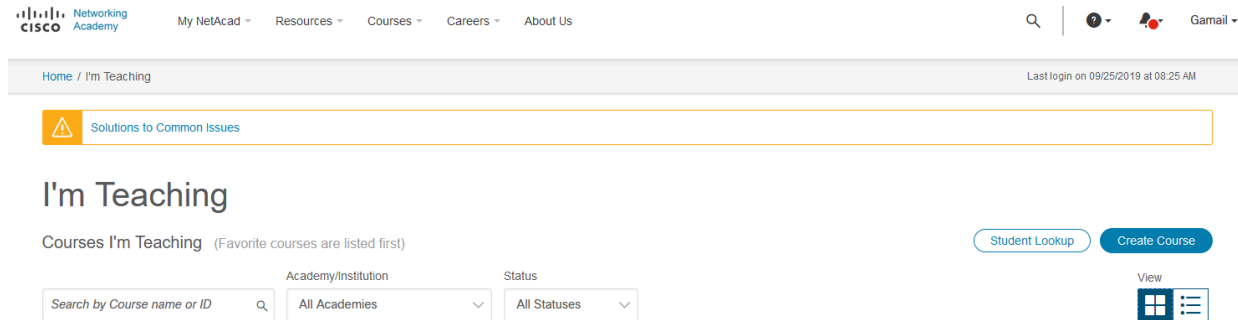 CISCO Networking Academy
My NetAcad Resources Courses Careers About Us
? Gamail
Home / I'm Teaching Last login on 09/25/2019 at 08:25 AM
Solutions to Common Issues
I'm Teaching
Courses I'm Teaching (Favorite courses are listed first) Student Lookup Create Course
Academy/Institution Status View
Search by Course name or ID All Academies All Statuses